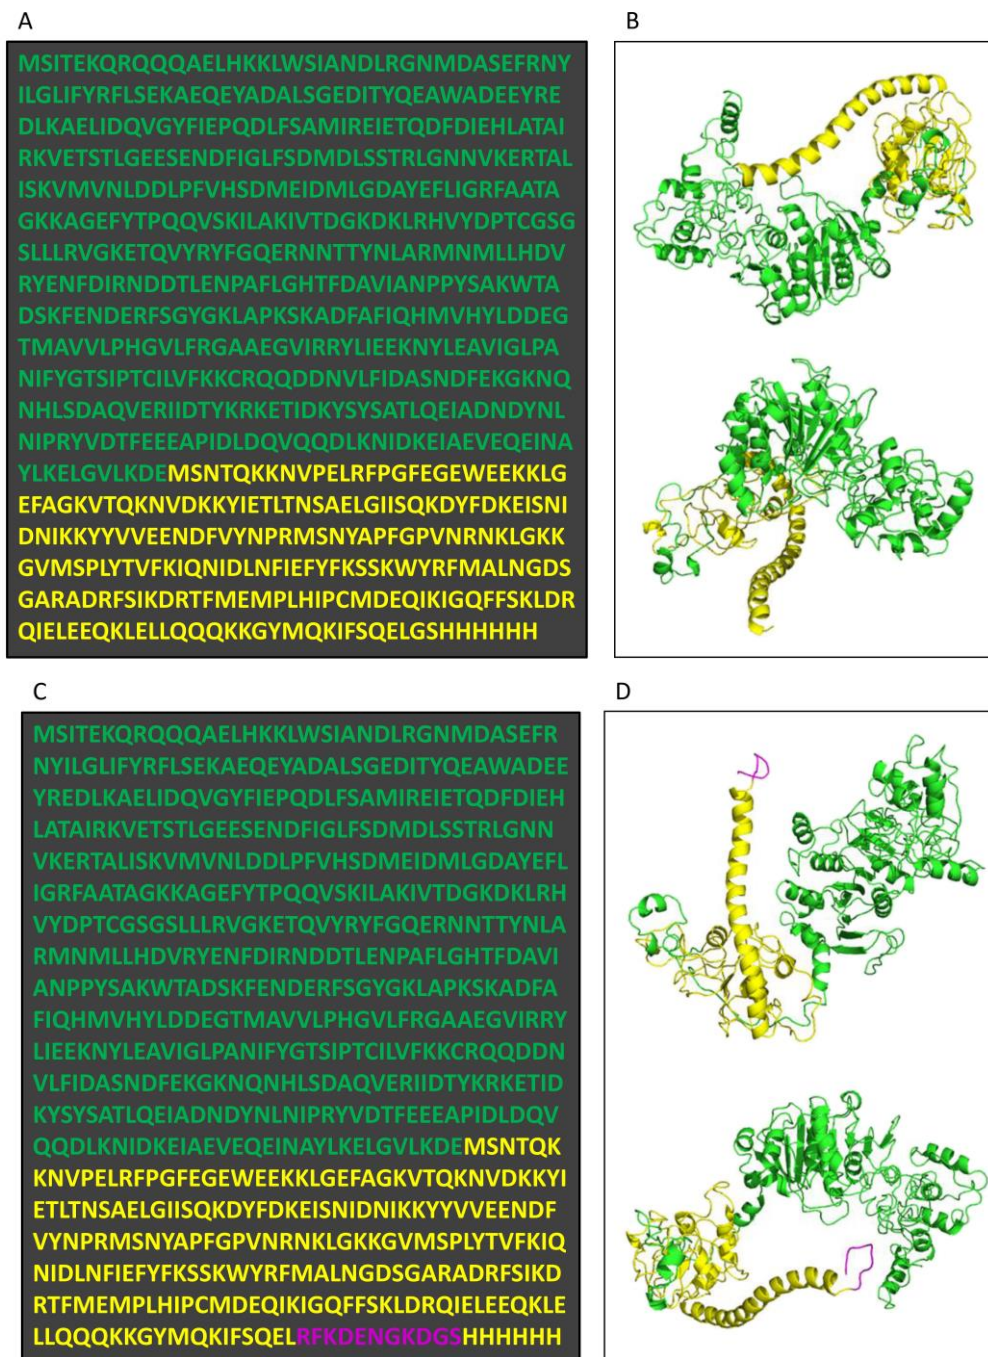 A
B
MSITEKQRQQQAELHKKLWSIANDLRGNMDASEFRNY
ILGLIFYRFLSEKAEQEYADALSGEDITYQEAWADEEYRE
DLKAELIDQVGYFIEPQDLFSAMIREIETQDFDIEHLATAI
RKVETSTLGEESENDFIGLFSDMDLSSTRLGNNVKERTAL
ISKVMVNLDDLPFVHSDMEIDMLGDAYEFLIGRFAATA
GKKAGEFYTPQQVSKILAKIVTDGKDKLRHVYDPTCGSG
SLLLRVGKETQVYRYFGQERNNTTYNLARMNMLLHDV
RYENFDIRNDDTLENPAFLGHTFDAVIANPPYSAKWTA
DSKFENDERFSGYGKLAPKSKADFAFIQHMVHYLDDEG
TMAVVLPHGVLFRGAAEGVIRRYLIEEKNYLEAVIGLPA
NIFYGTSIPTCILVFKKCRQQDDNVLFIDASNDFEKGKNQ
NHLSDAQVERIIDTYKRKETIDKYSYSATLQEIADNDYNL
NIPRYVDTFEEEAPIDLDQVQQDLKNIDKEIAEVEQEINA
YLKELGVLKDEMSNTQKKNVPELRFPGFEGEWEEKKLG
EFAGKVTQKNVDKKYIETLTNSAELGIISQKDYFDKEISNI
DNIKKYYVVEENDFVYNPRMSNYAPFGPVNRNKLGKK
GVMSPLYTVFKIQNIDLNFIEFYFKSSKWYRFMALNGDS
GARADRFSIKDRTFMEMPLHIPCMDEQIKIGQFFSKLDR
QIELEEQKLELLQQQKKGYMQKIFSQELGSHHHHHH
C
D
MSITEKQRQQQAELHKKLWSIANDLRGNMDASEFR
NYILGLIFYRFLSEKAEQEYADALSGEDITYQEAWADEE
YREDLKAELIDQVGYFIEPQDLFSAMIREIETQDFDIEH
LATAIRKVETSTLGEESENDFIGLFSDMDLSSTRLGNN
VKERTALISKVMVNLDDLPFVHSDMEIDMLGDAYEFL
IGRFAATAGKKAGEFYTPQQVSKILAKIVTDGKDKLRH
VYDPTCGSGSLLLRVGKETQVYRYFGQERNNTTYNLA
RMNMLLHDVRYENFDIRNDDTLENPAFLGHTFDAVI
ANPPYSAKWTADSKFENDERFSGYGKLAPKSKADFA
FIQHMVHYLDDEGTMAVVLPHGVLFRGAAEGVIRRY
LIEEKNYLEAVIGLPANIFYGTSIPTCILVFKKCRQQDDN
VLFIDASNDFEKGKNQNHLSDAQVERIIDTYKRKETID
KYSYSATLQEIADNDYNLNIPRYVDTFEEEAPIDLDQV
QQDLKNIDKEIAEVEQEINAYLKELGVLKDEMSNTQK
KNVPELRFPGFEGEWEEKKLGEFAGKVTQKNVDKKYI
ETLTNSAELGIISQKDYFDKEISNIDNIKKYYVVEENDF
VYNPRMSNYAPFGPVNRNKLGKKGVMSPLYTVFKIQ
NIDLNFIEFYFKSSKWYRFMALNGDSGARADRFSIKD
RTFMEMPLHIPCMDEQIKIGQFFSKLDRQIELEEQKLE
LLQQQKKGYMQKIFSQELRFKDENGKDGSHHHHHH